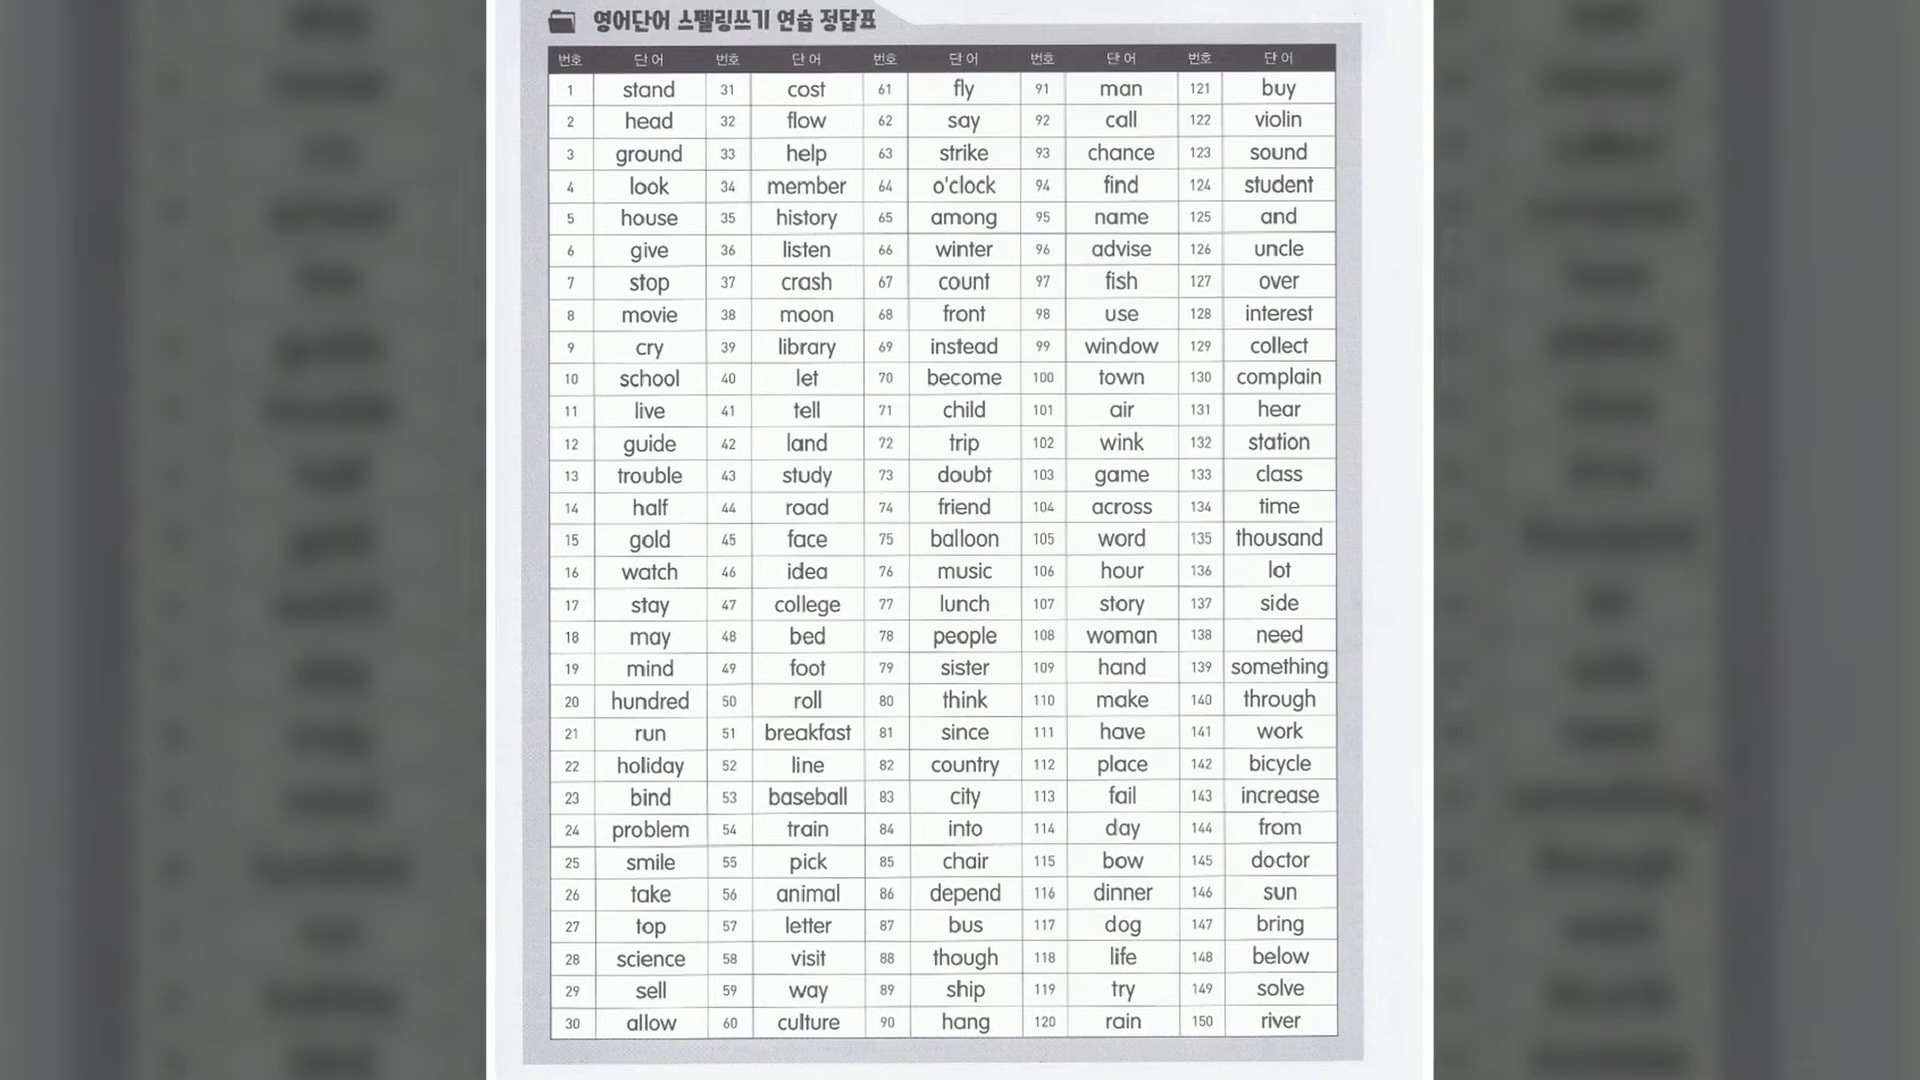 영어단어 스펠링쓰기 연습 정답표
번호 단어 번호 단어 번호 단어 번호 단어 번호 단어
1 stand 31 cost 61 fly 91 man 121 buy
2 head 32 flow 62 say 92 call 122 violin
3 ground 33 help 63 strike 93 chance 123 sound
4 look 34 member 64 o'clock 94 find 124 student
5 house 35 history 65 among 95 name 125 and
6 give 36 listen 66 winter 96 advise 126 uncle
7 stop 37 crash 67 count 97 fish 127 over
8 movie 38 moon 68 front 98 use 128 interest
9 cry 39 library 69 instead 99 window 129 collect
10 school 40 let 70 become 100 town 130 complain
11 live 41 tell 71 child 101 air 131 hear
12 guide 42 land 72 trip 102 wink 132 station
13 trouble 43 study 73 doubt 103 game 133 class
14 half 44 road 74 friend 104 across 134 time
15 gold 45 face 75 balloon 105 word 135 thousand
16 watch 46 idea 76 music 106 hour 136 lot
17 stay 47 college 77 lunch 107 story 137 side
18 may 48 bed 78 people 108 woman 138 need
19 mind 49 foot 79 sister 109 hand 139 something
20 hundred 50 roll 80 think 110 make 140 through
21 run 51 breakfast 81 since 111 have 141 work
22 holiday 52 line 82 country 112 place 142 bicycle
23 bind 53 baseball 83 city 113 fail 143 increase
24 problem 54 train 84 into 114 day 144 from
25 smile 55 pick 85 chair 115 bow 145 doctor
26 take 56 animal 86 depend 116 dinner 146 sun
27 top 57 letter 87 bus 117 dog 147 bring
28 science 58 visit 88 though 118 life 148 below
29 sell 59 way 89 ship 119 try 149 solve
30 allow 60 culture 90 hang 120 rain 150 river